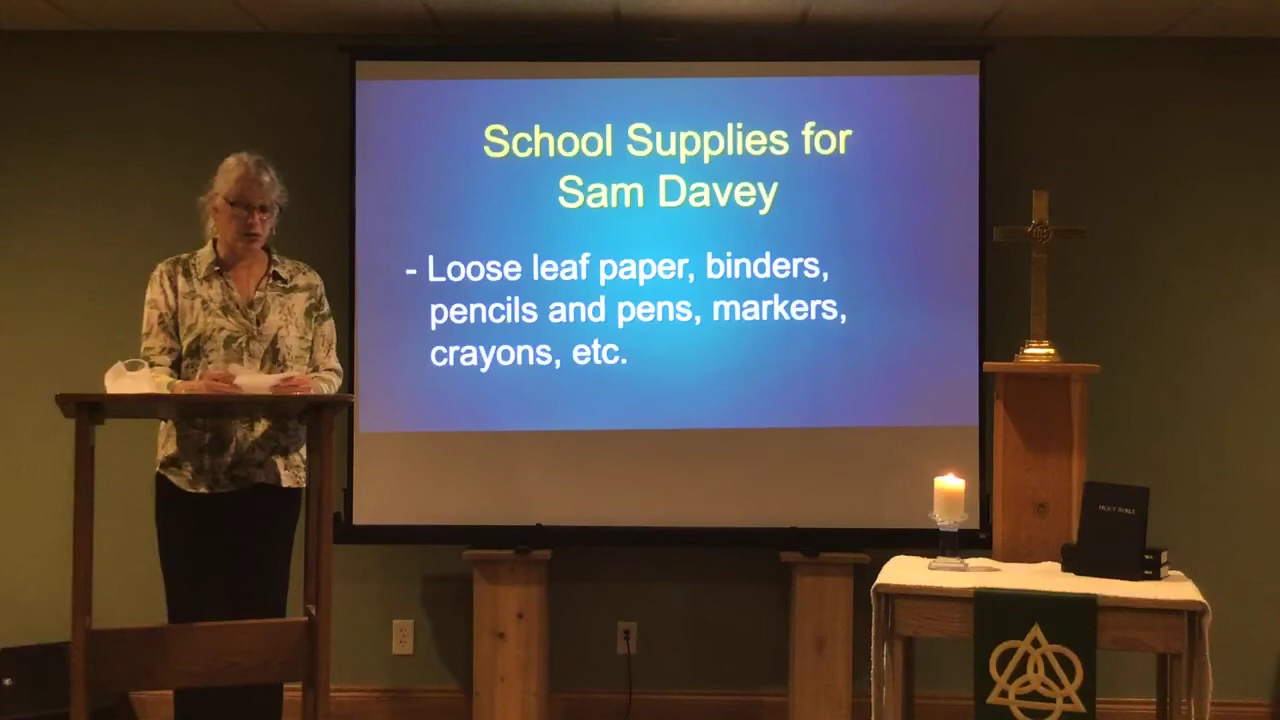 School Supplies for
Sam Davey
- Loose leaf paper, binders,
pencils and pens, markers,
crayons, etc.
HOLY BIBLE